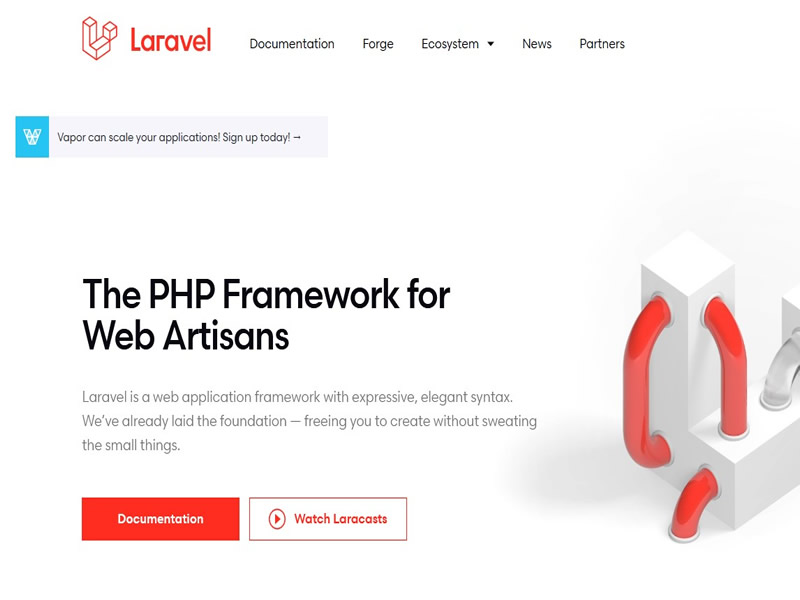 Laravel
Documentation Forge Ecosystem News Partners
Vapor can scale your applications! Sign up today! →
The PHP Framework for
Web Artisans
Laravel is a web application framework with expressive, elegant syntax.
We’ve already laid the foundation — freeing you to create without sweating
the small things.
Documentation
Watch Laracasts